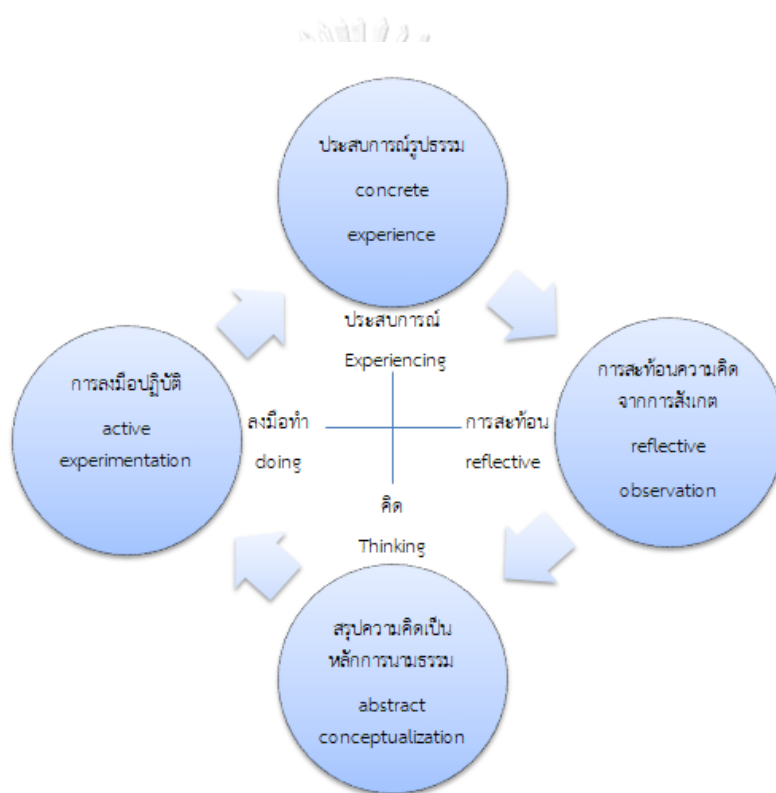 ประสบการณ์รูปธรรม
concrete
experience
ประสบการณ์
Experiencing
การลงมือปฏิบัติ
active
experimentation
ลงมือทำ
doing
การสะท้อน
reflective
การสะท้อนความคิด
จากการสังเกต
reflective
observation
คิด
Thinking
สรุปความคิดเป็น
หลักการนามธรรม
abstract
conceptualization